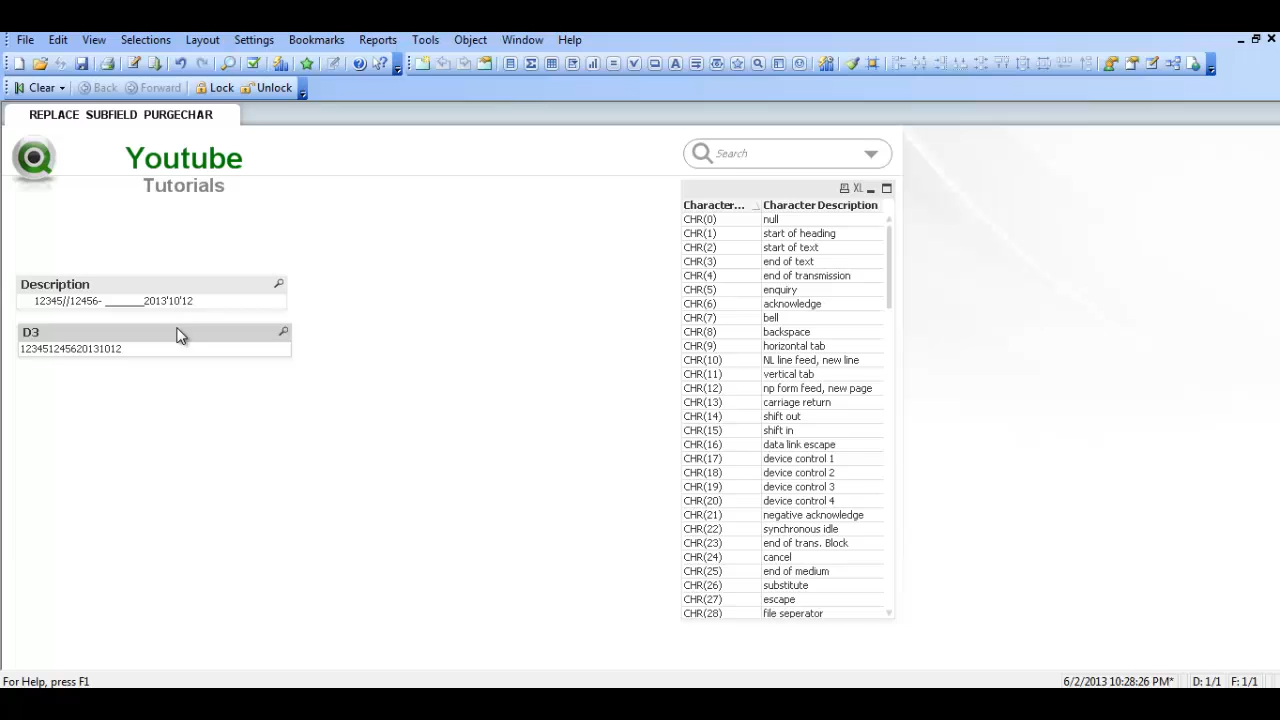 File Edit View Selections Layout Settings Bookmarks Reports Tools Object Window Help
Clear Back Forward Lock Unlock
REPLACE SUBFIELD PURGECHAR
Youtube
Tutorials
Search
XL
Character... Character Description
CHR(0) null
CHR(1) start of heading
CHR(2) start of text
CHR(3) end of text
CHR(4) end of transmission
CHR(5) enquiry
CHR(6) acknowledge
CHR(7) bell
CHR(8) backspace
CHR(9) horizontal tab
CHR(10) NL line feed, new line
CHR(11) vertical tab
CHR(12) np form feed, new page
CHR(13) carriage return
CHR(14) shift out
CHR(15) shift in
CHR(16) data link escape
CHR(17) device control 1
CHR(18) device control 2
CHR(19) device control 3
CHR(20) device control 4
CHR(21) negative acknowledge
CHR(22) synchronous idle
CHR(23) end of trans. Block
CHR(24) cancel
CHR(25) end of medium
CHR(26) substitute
CHR(27) escape
CHR(28) file seperator
Description
12345//12456- _______2013'10'12
D3
123451245620131012
For Help, press F1
6/2/2013 10:28:26 PM* D: 1/1 F: 1/1